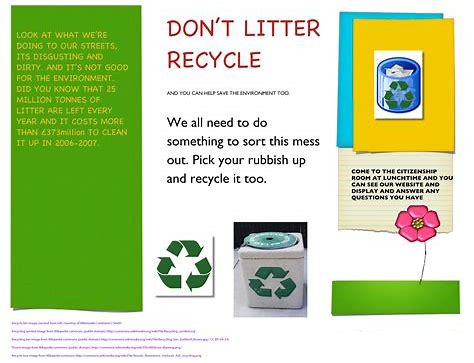 LOOK AT WHAT WE'RE
DOING TO OUR STREETS,
ITS DISGUSTING AND
DIRTY. AND IT'S NOT GOOD
FOR THE ENVIRONMENT.
DID YOU KNOW THAT 25
MILLION TONNES OF
LITTER ARE LEFT EVERY
YEAR AND IT COSTS MORE
THAN £373million TO CLEAN
IT UP IN 2006-2007.
DON'T LITTER
RECYCLE
AND YOU CAN HELP SAVE THE ENVIRONMENT TOO.
We all need to do
something to sort this mess
out. Pick your rubbish up
and recycle it too.
COME TO THE CITIZENSHIP
ROOM AT LUNCHTIME AND YOU
CAN SEE OUR WEBSITE AND
DISPLAY AND ANSWER ANY
QUESTIONS YOU HAVE